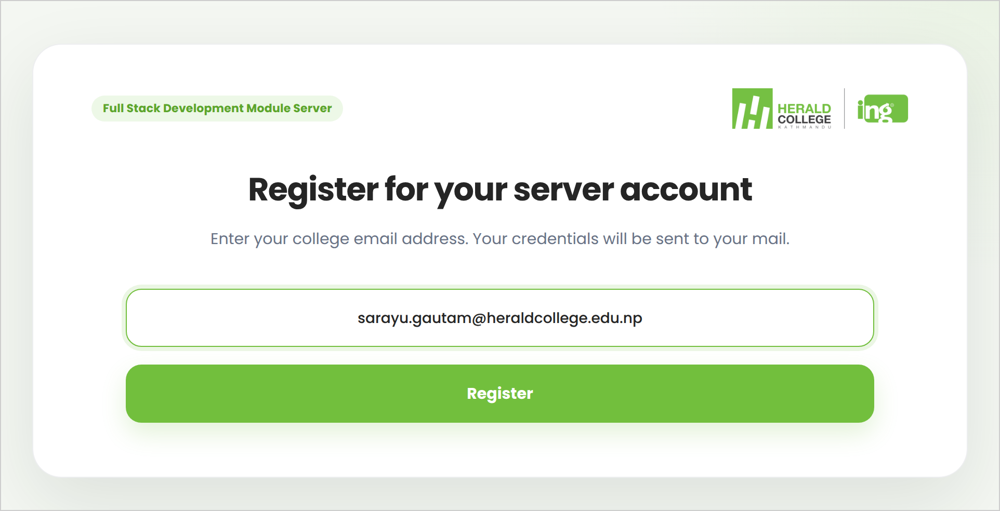 Full Stack Development Module Server
HERALD
COLLEGE
KATHMANDU
ing®
Register for your server account
Enter your college email address. Your credentials will be sent to your mail.
sarayu.gautam@heraldcollege.edu.np
Register